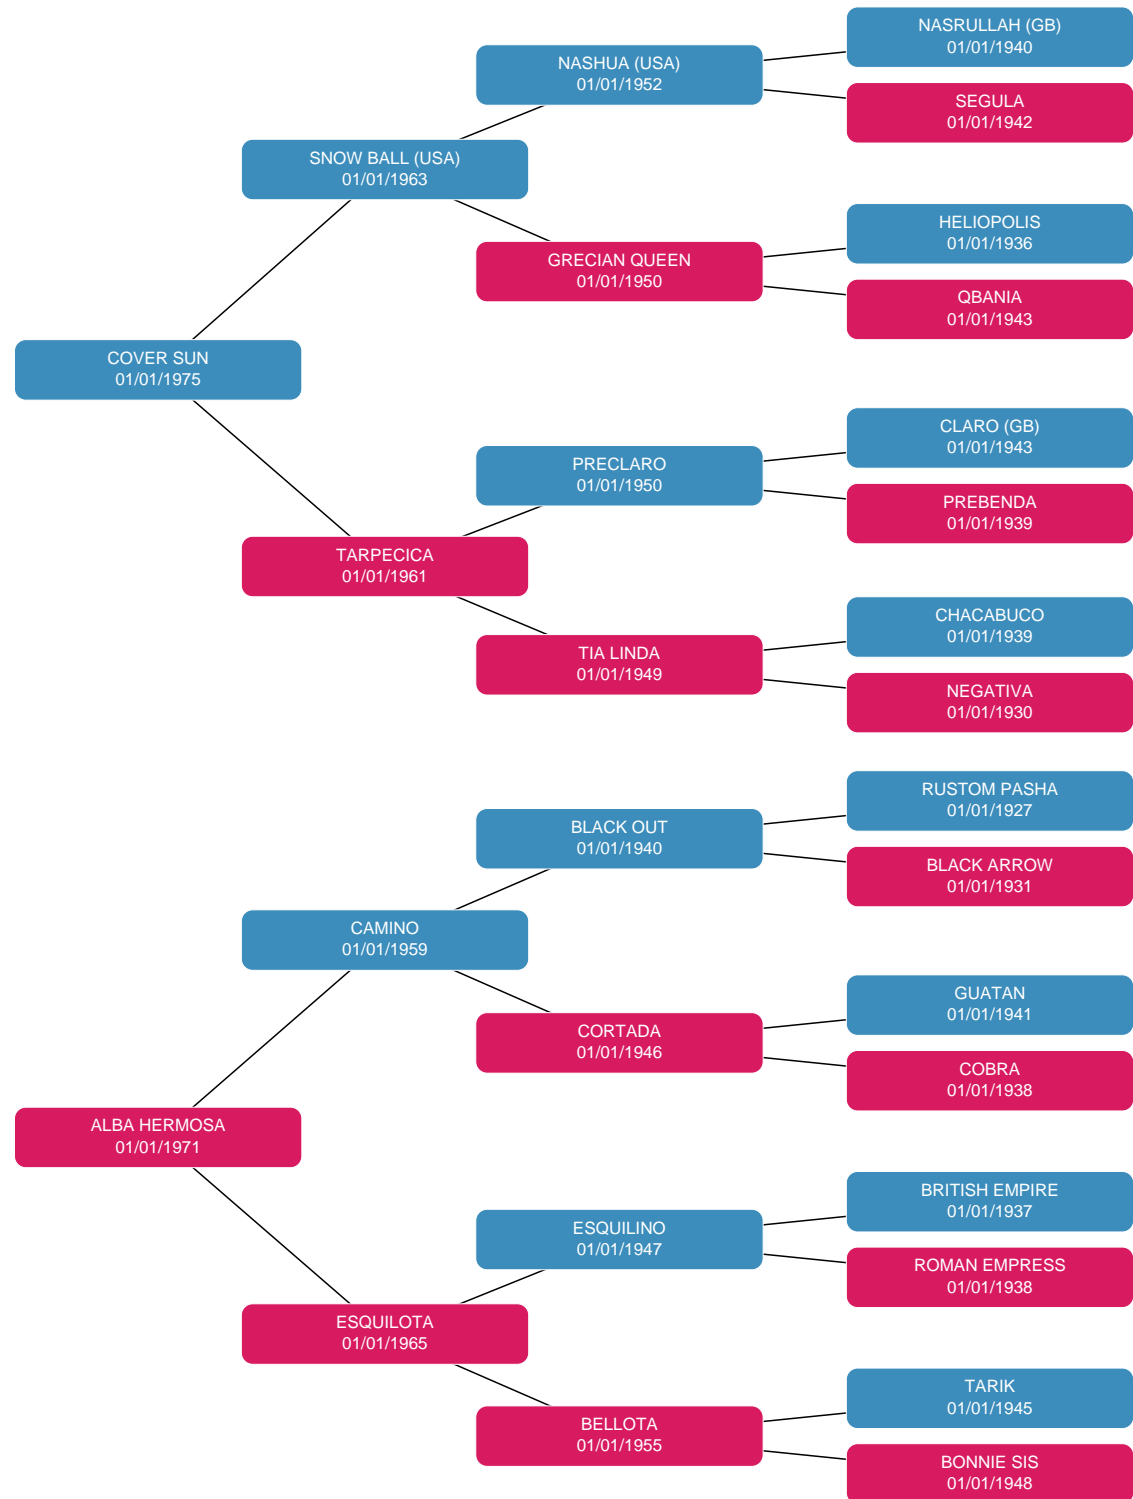 NASRULLAH (GB)
01/01/1940
NASHUA (USA)
01/01/1952
SEGULA
01/01/1942
SNOW BALL (USA)
01/01/1963
HELIOPOLIS
01/01/1936
GRECIAN QUEEN
01/01/1950
QBANIA
01/01/1943
COVER SUN
01/01/1975
CLARO (GB)
01/01/1943
PRECLARO
01/01/1950
PREBENDA
01/01/1939
TARPECICA
01/01/1961
CHACABUCO
01/01/1939
TIA LINDA
01/01/1949
NEGATIVA
01/01/1930
RUSTOM PASHA
01/01/1927
BLACK OUT
01/01/1940
BLACK ARROW
01/01/1931
CAMINO
01/01/1959
GUATAN
01/01/1941
CORTADA
01/01/1946
COBRA
01/01/1938
ALBA HERMOSA
01/01/1971
BRITISH EMPIRE
01/01/1937
ESQUILINO
01/01/1947
ROMAN EMPRESS
01/01/1938
ESQUILOTA
01/01/1965
TARIK
01/01/1945
BELLOTA
01/01/1955
BONNIE SIS
01/01/1948